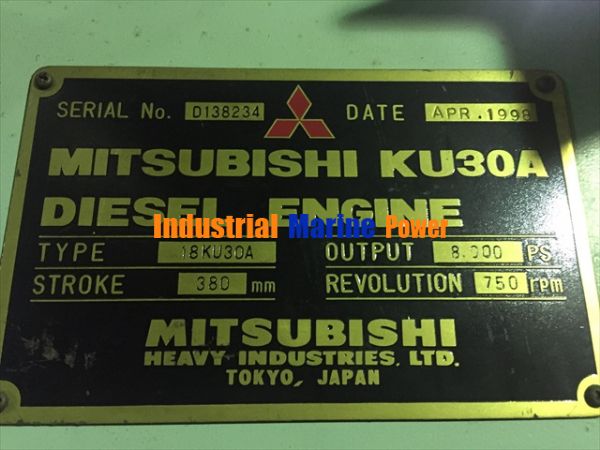 SERIAL No. D138234 DATE APR.1998
MITSUBISHI KU30A
DIESEL ENGINE
Industrial Marine Power
TYPE 18KU30A OUTPUT 8.000 PS
STROKE 380 mm REVOLUTION 750 rpm
MITSUBISHI
HEAVY INDUSTRIES, LTD.
TOKYO, JAPAN